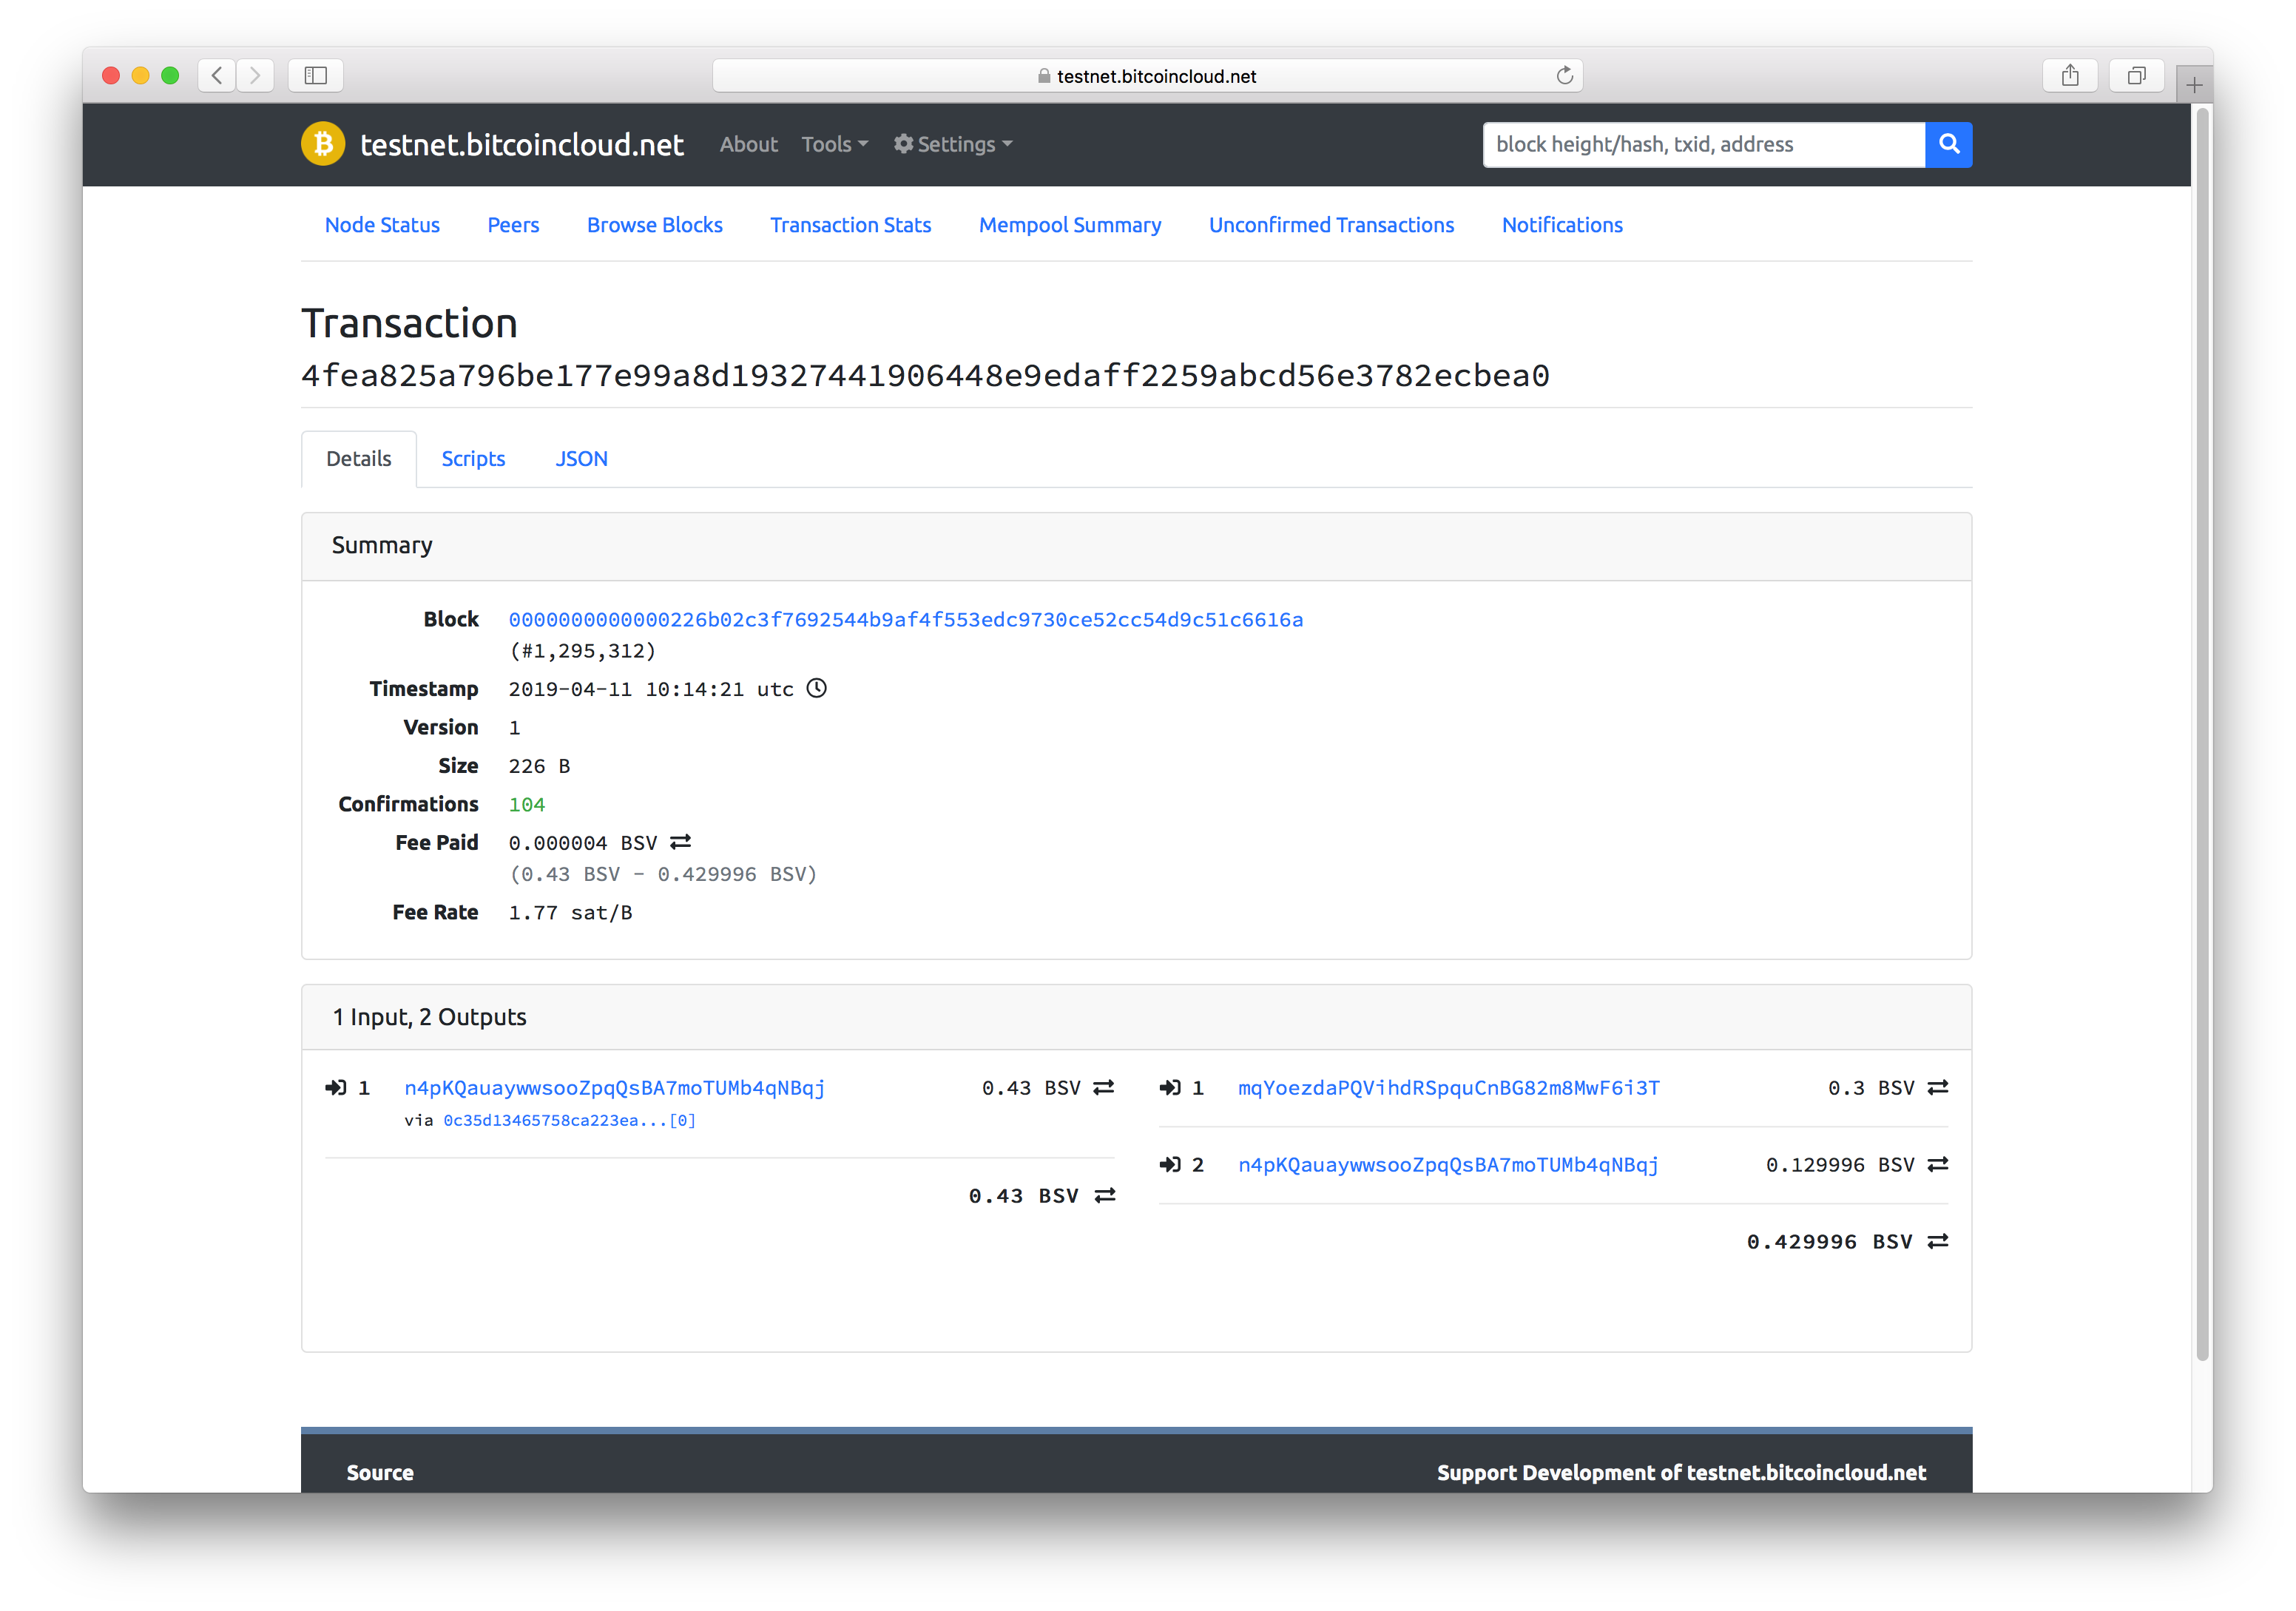 testnet.bitcoincloud.net
testnet.bitcoincloud.net About Tools Settings block height/hash, txid, address
Node Status Peers Browse Blocks Transaction Stats Mempool Summary Unconfirmed Transactions Notifications
Transaction
4fea825a796be177e99a8d19327441906448e9edaff2259abcd56e3782ecbea0
Details Scripts JSON
Summary
Block 0000000000000226b02c3f7692544b9af4f553edc9730ce52cc54d9c51c6616a
(#1,295,312)
Timestamp 2019-04-11 10:14:21 utc
Version 1
Size 226 B
Confirmations 104
Fee Paid 0.000004 BSV
(0.43 BSV - 0.429996 BSV)
Fee Rate 1.77 sat/B
1 Input, 2 Outputs
1 n4pKQauaywwsooZpqQsBA7moTUMb4qNBqj 0.43 BSV
via 0c35d13465758ca223ea...[0]
0.43 BSV
1 mqYoezdaPQVihdRSpquCnBG82m8MwF6i3T 0.3 BSV
2 n4pKQauaywwsooZpqQsBA7moTUMb4qNBqj 0.129996 BSV
0.429996 BSV
Source Support Development of testnet.bitcoincloud.net